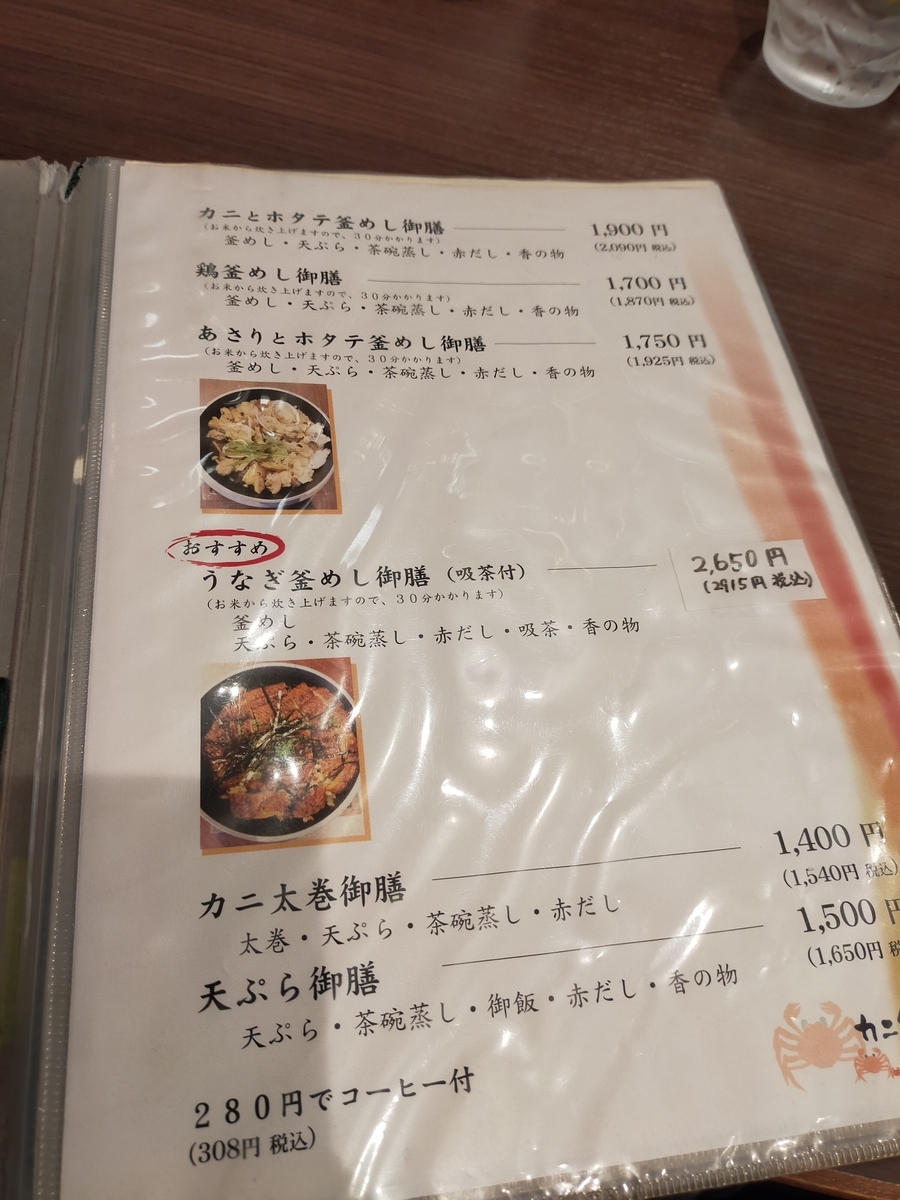 カニとホタテ釜めし御膳 1,900円
(お米から炊き上げますので、30分かかります) (2,090円 税込)
釜めし・天ぷら・茶碗蒸し・赤だし・香の物
鶏釜めし御膳 1,700円
(お米から炊き上げますので、30分かかります) (1,870円 税込)
釜めし・天ぷら・茶碗蒸し・赤だし・香の物
あさりとホタテ釜めし御膳 1,750円
(お米から炊き上げますので、30分かかります) (1,925円 税込)
釜めし・天ぷら・茶碗蒸し・赤だし・香の物
おすすめ
うなぎ釜めし御膳 (吸茶付) 2,650円
(お米から炊き上げますので、30分かかります) (2915円 税込)
釜めし
天ぷら・茶碗蒸し・赤だし・吸茶・香の物
カニ太巻御膳 1,400円
太巻・天ぷら・茶碗蒸し・赤だし (1,540円 税込)
天ぷら御膳 1,500円
天ぷら・茶碗蒸し・御飯・赤だし・香の物 (1,650円 税
カニ
280円でコーヒー付
(308円 税込)